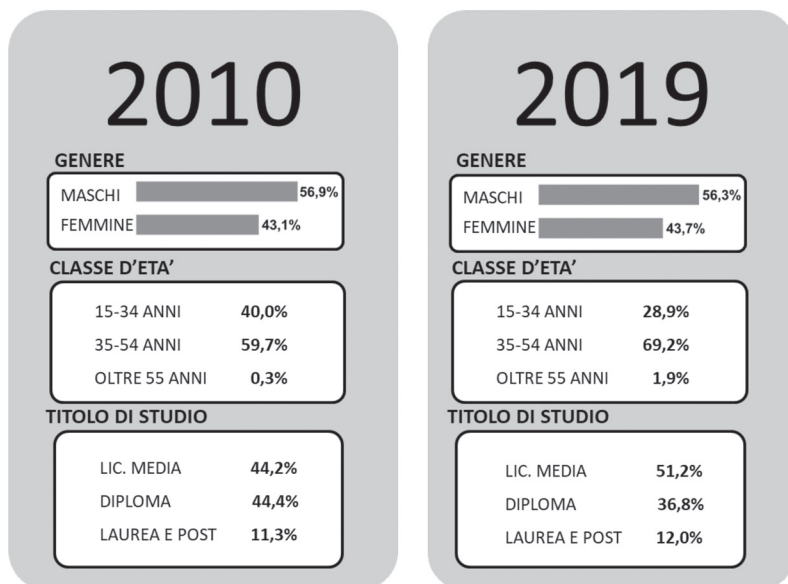 2010
GENERE
MASCHI 56,9%
FEMMINE 43,1%
CLASSE D'ETA'
15-34 ANNI 40,0%
35-54 ANNI 59,7%
OLTRE 55 ANNI 0,3%
TITOLO DI STUDIO
LIC. MEDIA 44,2%
DIPLOMA 44,4%
LAUREA E POST 11,3%
2019
GENERE
MASCHI 56,3%
FEMMINE 43,7%
CLASSE D'ETA'
15-34 ANNI 28,9%
35-54 ANNI 69,2%
OLTRE 55 ANNI 1,9%
TITOLO DI STUDIO
LIC. MEDIA 51,2%
DIPLOMA 36,8%
LAUREA E POST 12,0%